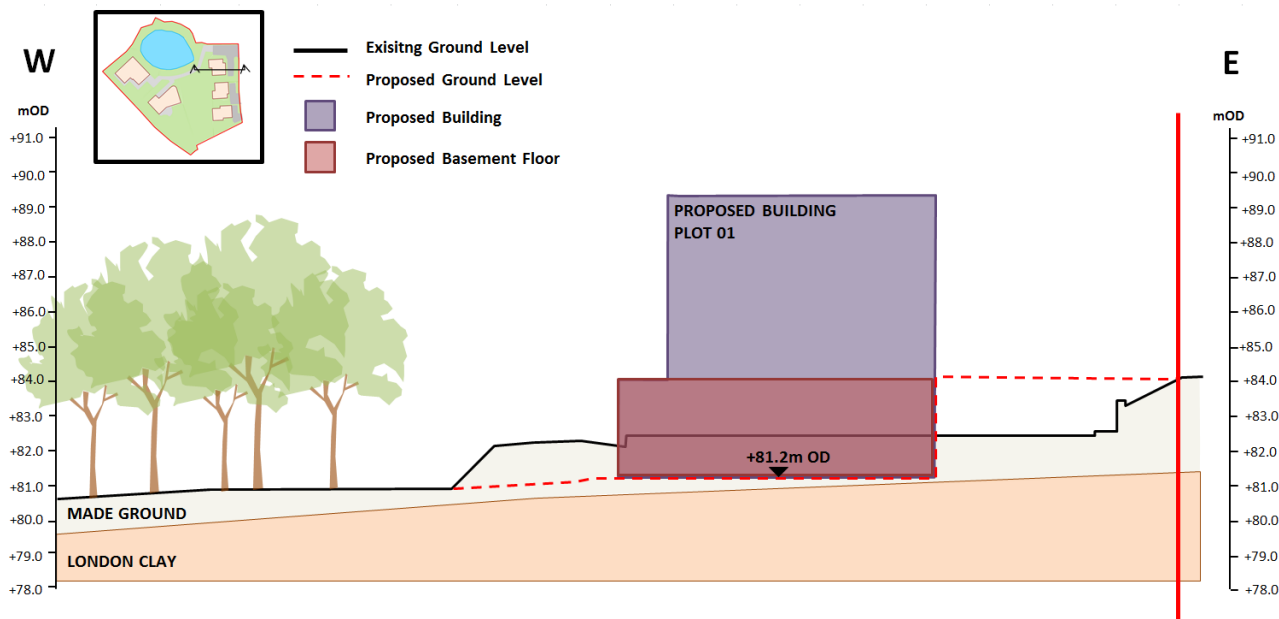 W
E
Exisitng Ground Level
Proposed Ground Level
Proposed Building
Proposed Basement Floor
mOD
+91.0
+90.0
+89.0
+88.0
+87.0
+86.0
+85.0
+84.0
+83.0
+82.0
+81.0
+80.0
+79.0
+78.0
PROPOSED BUILDING
PLOT 01
+81.2m OD
MADE GROUND
LONDON CLAY
mOD
+91.0
+90.0
+89.0
+88.0
+87.0
+86.0
+85.0
+84.0
+83.0
+82.0
+81.0
+80.0
+79.0
+78.0